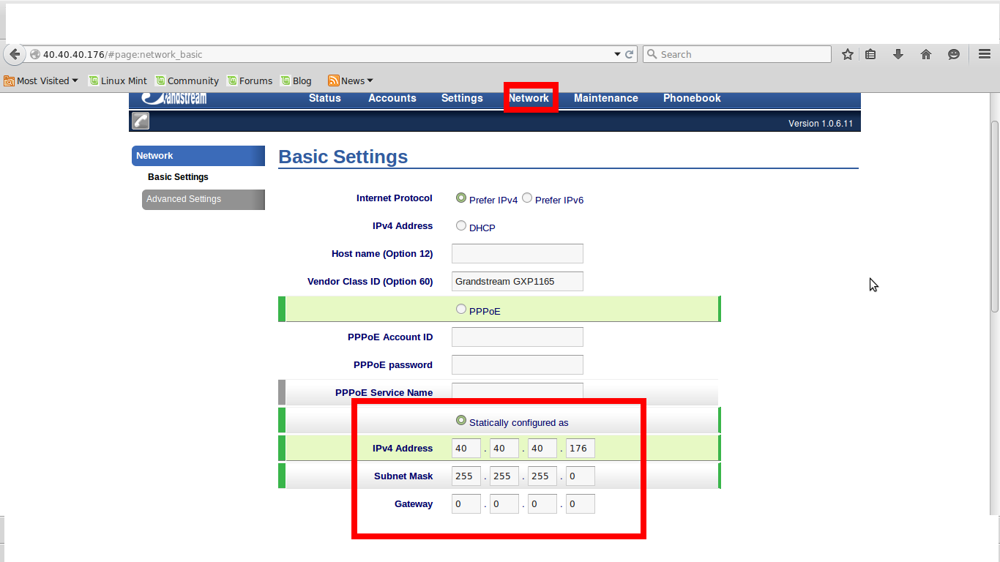 40.40.40.176/#page:network_basic Search
Most Visited Linux Mint Community Forums Blog News
Grandstream Status Accounts Settings Network Maintenance Phonebook
Version 1.0.6.11
Network
Basic Settings
Advanced Settings
Basic Settings
Internet Protocol Prefer IPv4 Prefer IPv6
IPv4 Address DHCP
Host name (Option 12)
Vendor Class ID (Option 60) Grandstream GXP1165
PPPoE
PPPoE Account ID
PPPoE password
PPPoE Service Name
Statically configured as
IPv4 Address 40 . 40 . 40 . 176
Subnet Mask 255 . 255 . 255 . 0
Gateway 0 . 0 . 0 . 0